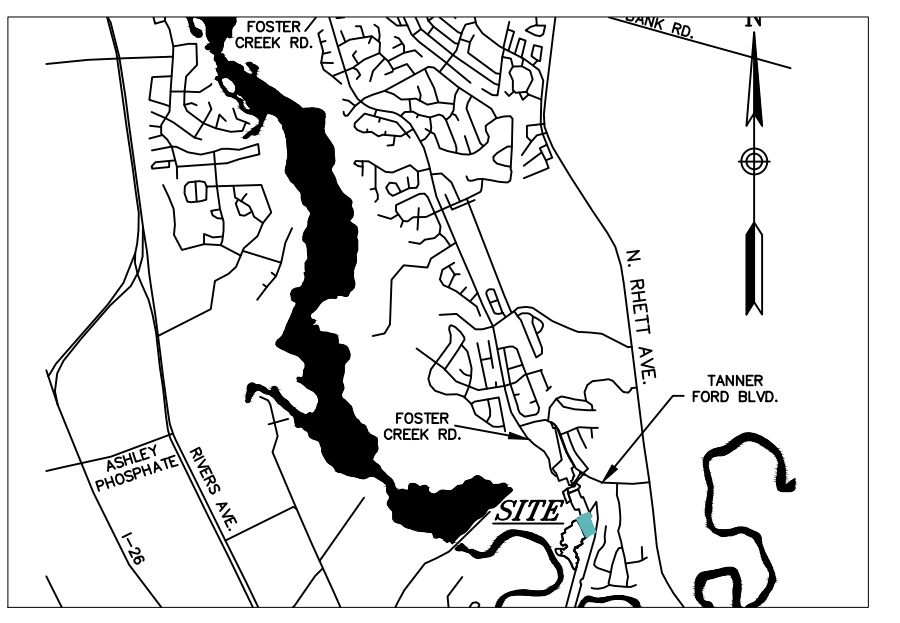 FOSTER
CREEK RD.
BANK RD.
N
N. RHETT AVE.
TANNER
FORD BLVD.
FOSTER
CREEK RD.
ASHLEY
PHOSPHATE
RIVERS AVE.
SITE
I-26